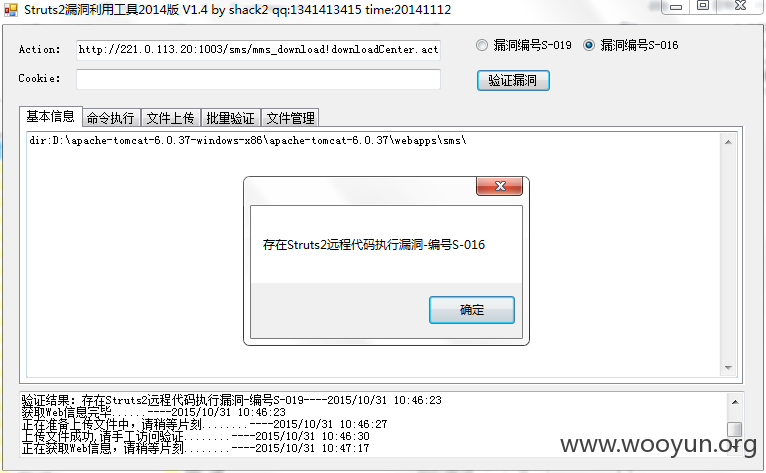 Struts2漏洞利用工具2014版 V1.4 by shack2 qq:1341413415 time:20141112
Action: http://221.0.113.20:1003/sms/mms_download!downloadCenter.act 漏洞编号S-019 漏洞编号S-016
Cookie: 验证漏洞
基本信息 命令执行 文件上传 批量验证 文件管理
dir:D:\apache-tomcat-6.0.37-windows-x86\apache-tomcat-6.0.37\webapps\sms\
存在Struts2远程代码执行漏洞-编号S-016
确定
验证结果: 存在Struts2远程代码执行漏洞-编号S-019----2015/10/31 10:46:23
获取Web信息完毕......----2015/10/31 10:46:23
正在准备上传文件中,请稍等片刻........----2015/10/31 10:46:27
上传文件成功,请手工访问验证........----2015/10/31 10:46:30
正在获取Web信息,请稍等片刻........----2015/10/31 10:47:17
www.wooyun.org